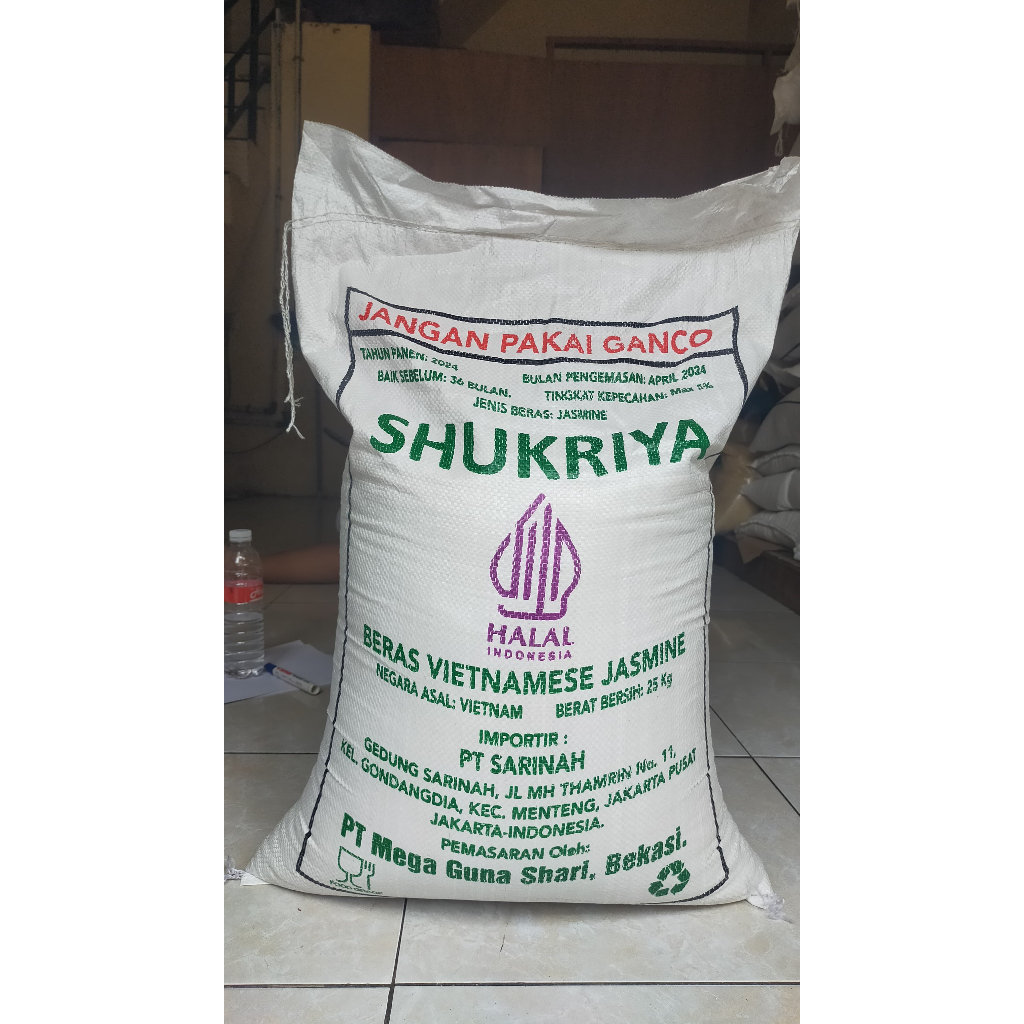 JANGAN PAKAI GANCO
TAHUN PANEN: 2024
BULAN PENGEMASAN: APRIL 2024
BAIK SEBELUM: 36 BULAN.
TINGKAT KEPECAHAN: Max 5%
JENIS BERAS: JASMINE
SHUKRIYA
HALAL
INDONESIA
BERAS VIETNAMESE JASMINE
NEGARA ASAL: VIETNAM
BERAT BERSIH: 25 Kg
IMPORTIR :
PT SARINAH
GEDUNG SARINAH, JL MH THAMRIN No. 11,
KEL. GONDANGDIA, KEC. MENTENG, JAKARTA PUSAT
JAKARTA-INDONESIA.
PEMASARAN Oleh:
PT Mega Guna Shari. Bekasi.